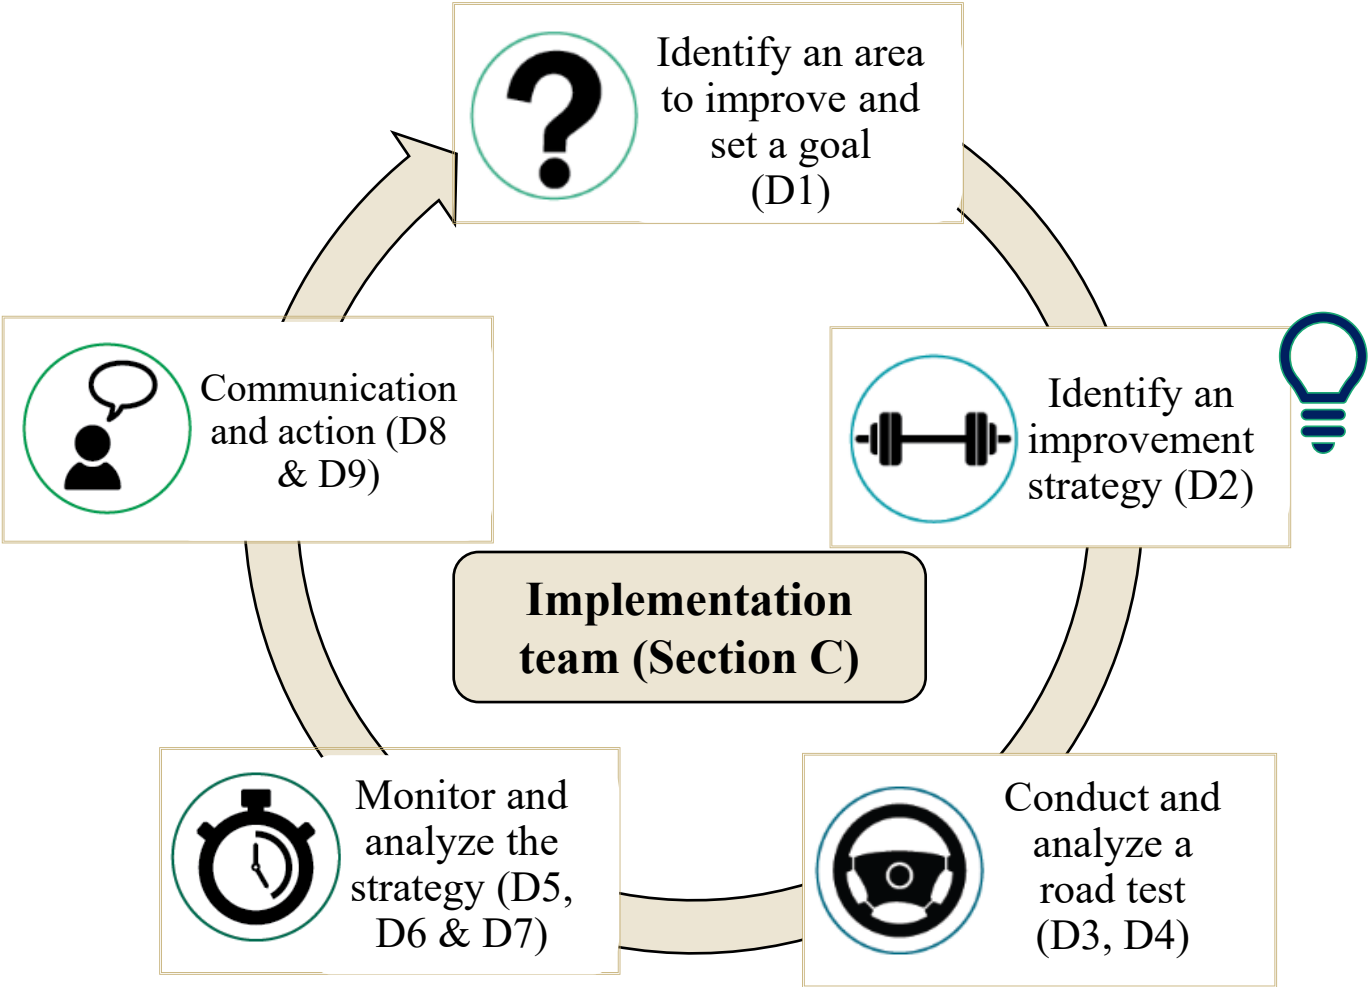 Identify an area
to improve and
set a goal
(D1)
Identify an
improvement
strategy (D2)
Conduct and
analyze a
road test
(D3, D4)
Monitor and
analyze the
strategy (D5,
D6 & D7)
Communication
and action (D8
& D9)
Implementation
team (Section C)